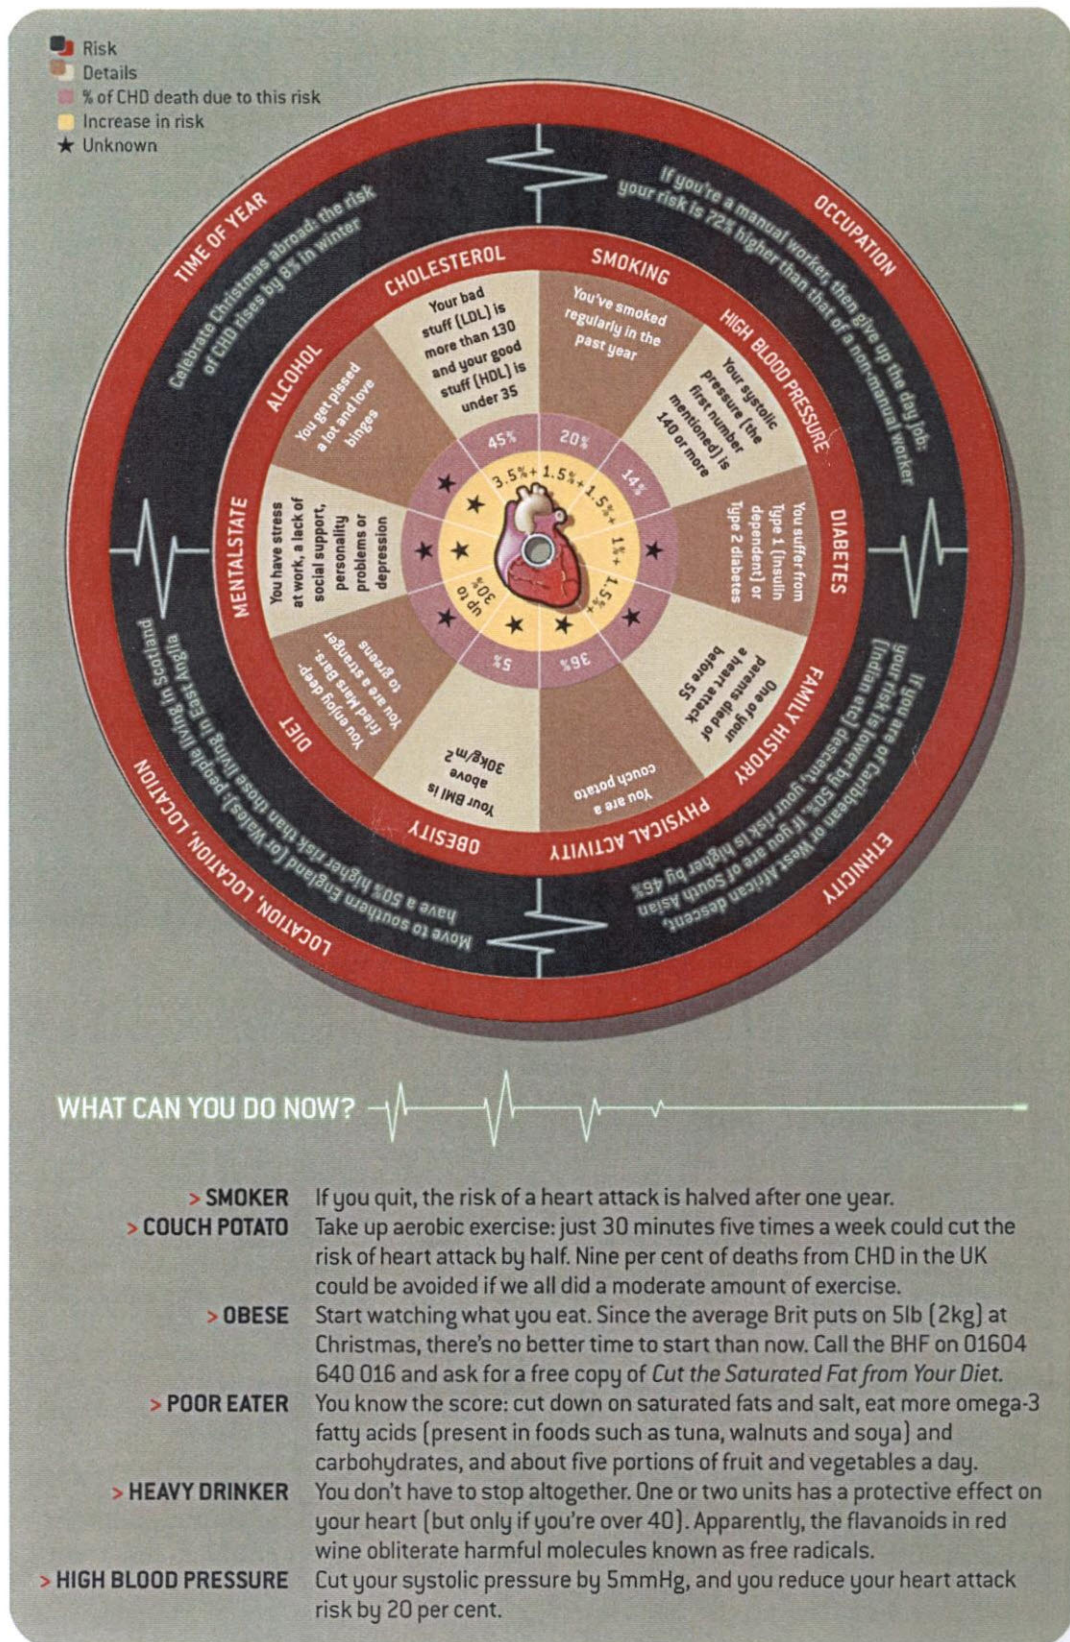 Risk
Details
% of CHD death due to this risk
Increase in risk
★ Unknown
TIME OF YEAR
Celebrate Christmas abroad: the risk
of CHD rises by 8% in winter
OCCUPATION
If you're a manual worker, then give up the day job:
your risk is 72% higher than that of a non-manual worker
ETHNICITY
If you are of Caribbean or West African descent,
your risk is lower by 50%. If you are of South Asian
(Indian etc) descent, your risk is higher by 46%
LOCATION, LOCATION, LOCATION
Move to southern England (or Wales): people living in Scotland
have a 50% higher risk than those living in East Anglia
CHOLESTEROL
Your bad
stuff (LDL) is
more than 130
and your good
stuff (HDL) is
under 35
45%
3.5%+
SMOKING
You've smoked
regularly in the
past year
20%
1.5%+
HIGH BLOOD PRESSURE
Your systolic
pressure (the
first number
mentioned) is
140 or more
14%
1.5%+
DIABETES
You suffer from
Type 1 (insulin
dependent) or
Type 2 diabetes
★
1%+
FAMILY HISTORY
One of your
parents died of
a heart attack
before 55
★
1.5%+
PHYSICAL ACTIVITY
You are a
couch potato
36%
★
OBESITY
Your BMI is
above
30kg/m2
5%
★
DIET
You enjoy deep-
fried Mars Bars.
You are a stranger
to greens
★
up to
30%
MENTALSTATE
You have stress
at work, a lack of
social support,
personality
problems or
depression
★
★
ALCOHOL
You get pissed
a lot and love
binges
★
★
WHAT CAN YOU DO NOW?
> SMOKER If you quit, the risk of a heart attack is halved after one year.
> COUCH POTATO Take up aerobic exercise: just 30 minutes five times a week could cut the
risk of heart attack by half. Nine per cent of deaths from CHD in the UK
could be avoided if we all did a moderate amount of exercise.
> OBESE Start watching what you eat. Since the average Brit puts on 5lb (2kg) at
Christmas, there's no better time to start than now. Call the BHF on 01604
640 016 and ask for a free copy of Cut the Saturated Fat from Your Diet.
> POOR EATER You know the score: cut down on saturated fats and salt, eat more omega-3
fatty acids (present in foods such as tuna, walnuts and soya) and
carbohydrates, and about five portions of fruit and vegetables a day.
> HEAVY DRINKER You don't have to stop altogether. One or two units has a protective effect on
your heart (but only if you're over 40). Apparently, the flavanoids in red
wine obliterate harmful molecules known as free radicals.
> HIGH BLOOD PRESSURE Cut your systolic pressure by 5mmHg, and you reduce your heart attack
risk by 20 per cent.